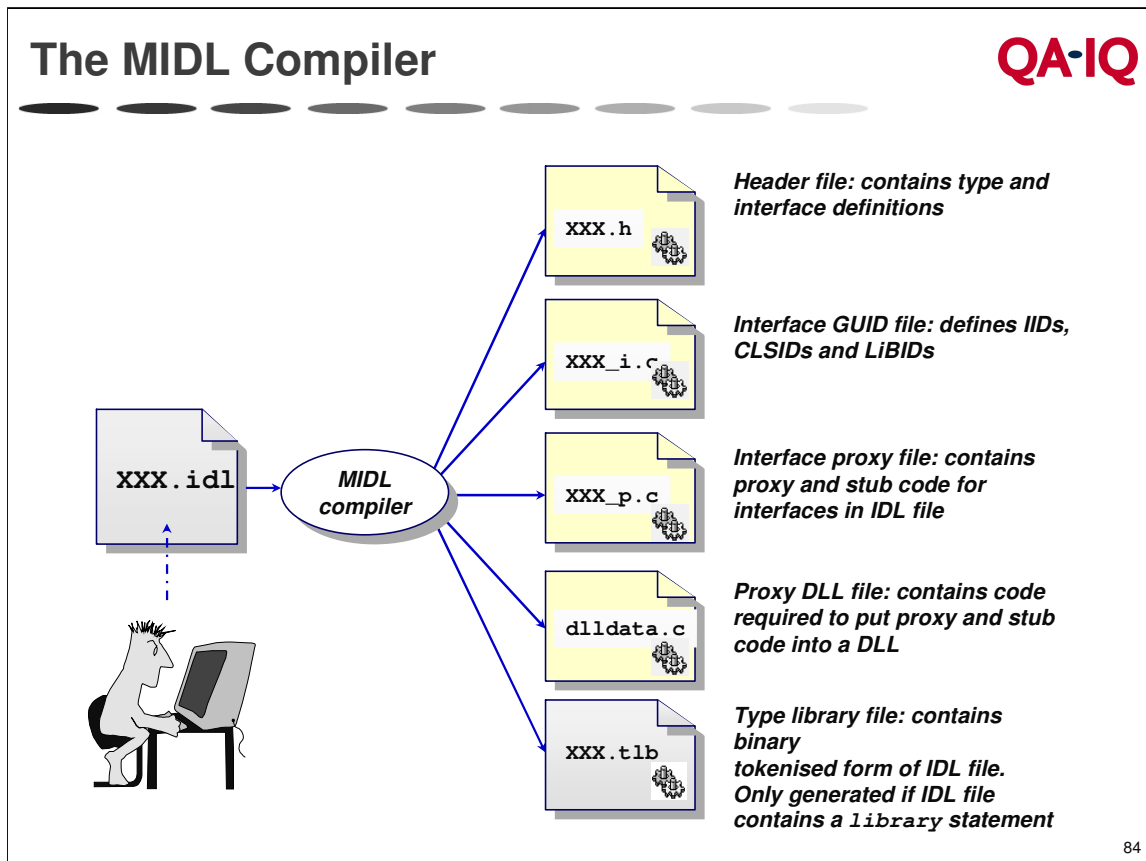 The MIDL Compiler
QA-IQ
XXX.h
Header file: contains type and
interface definitions
XXX_i.c
Interface GUID file: defines IIDs,
CLSIDs and LiBIDs
XXX.idl
MIDL
compiler
XXX_p.c
Interface proxy file: contains
proxy and stub code for
interfaces in IDL file
dlldata.c
Proxy DLL file: contains code
required to put proxy and stub
code into a DLL
XXX.tlb
Type library file: contains
binary
tokenised form of IDL file.
Only generated if IDL file
contains a library statement
84